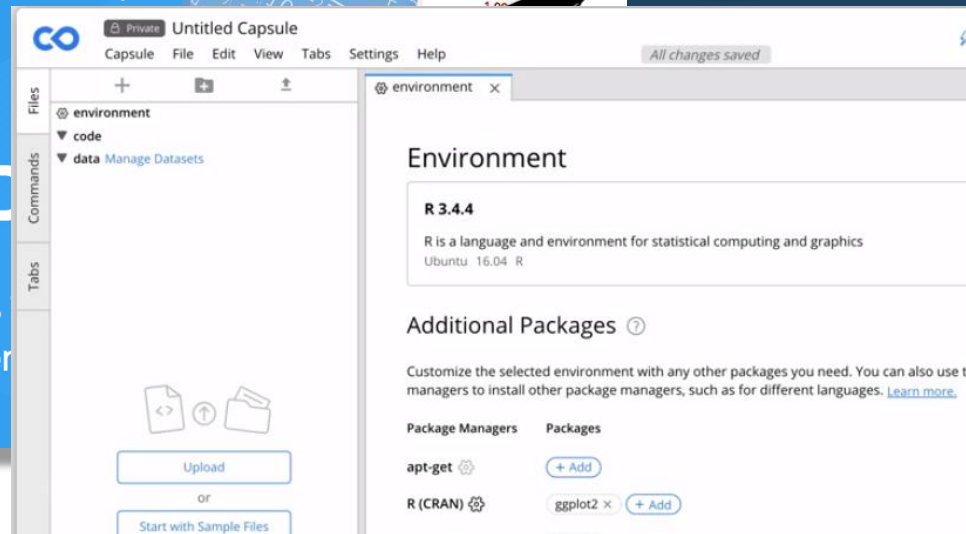 1.00
Private Untitled Capsule
Capsule File Edit View Tabs Settings Help
All changes saved
Files
Commands
Tabs
environment
code
data Manage Datasets
Upload
or
Start with Sample Files
environment
Environment
R 3.4.4
R is a language and environment for statistical computing and graphics
Ubuntu 16.04 R
Additional Packages
Customize the selected environment with any other packages you need. You can also use
managers to install other package managers, such as for different languages. Learn more.
Package Managers Packages
apt-get + Add
R (CRAN) ggplot2 × + Add